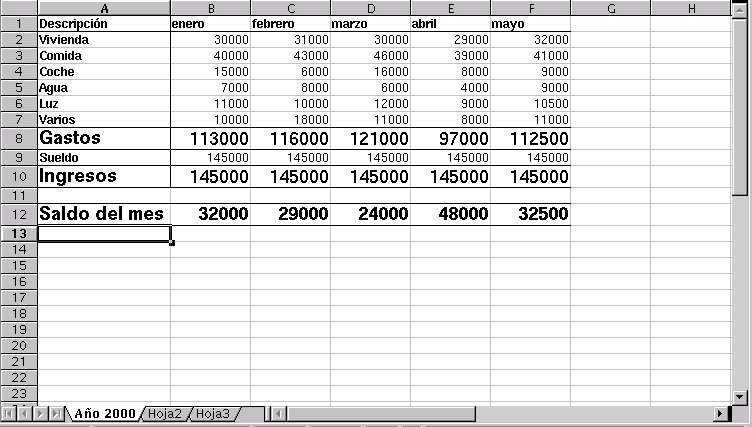 A B C D E F G H
1 Descripción enero febrero marzo abril mayo
2 Vivienda 30000 31000 30000 29000 32000
3 Comida 40000 43000 46000 39000 41000
4 Coche 15000 6000 16000 8000 9000
5 Agua 7000 8000 6000 4000 9000
6 Luz 11000 10000 12000 9000 10500
7 Varios 10000 18000 11000 8000 11000
8 Gastos 113000 116000 121000 97000 112500
9 Sueldo 145000 145000 145000 145000 145000
10 Ingresos 145000 145000 145000 145000 145000
11
12 Saldo del mes 32000 29000 24000 48000 32500
13
14
15
16
17
18
19
20
21
22
23
Año 2000 Hoja2 Hoja3